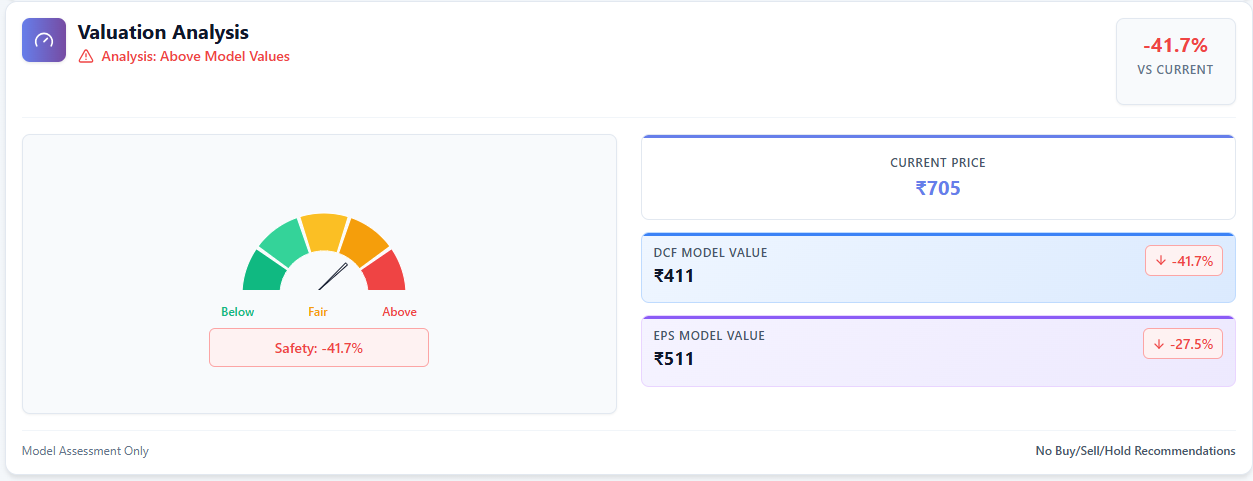 Valuation Analysis
Analysis: Above Model Values
-41.7%
VS CURRENT
Below
Fair
Above
Safety: -41.7%
CURRENT PRICE
₹705
DCF MODEL VALUE
₹411
↓ -41.7%
EPS MODEL VALUE
₹511
↓ -27.5%
Model Assessment Only
No Buy/Sell/Hold Recommendations